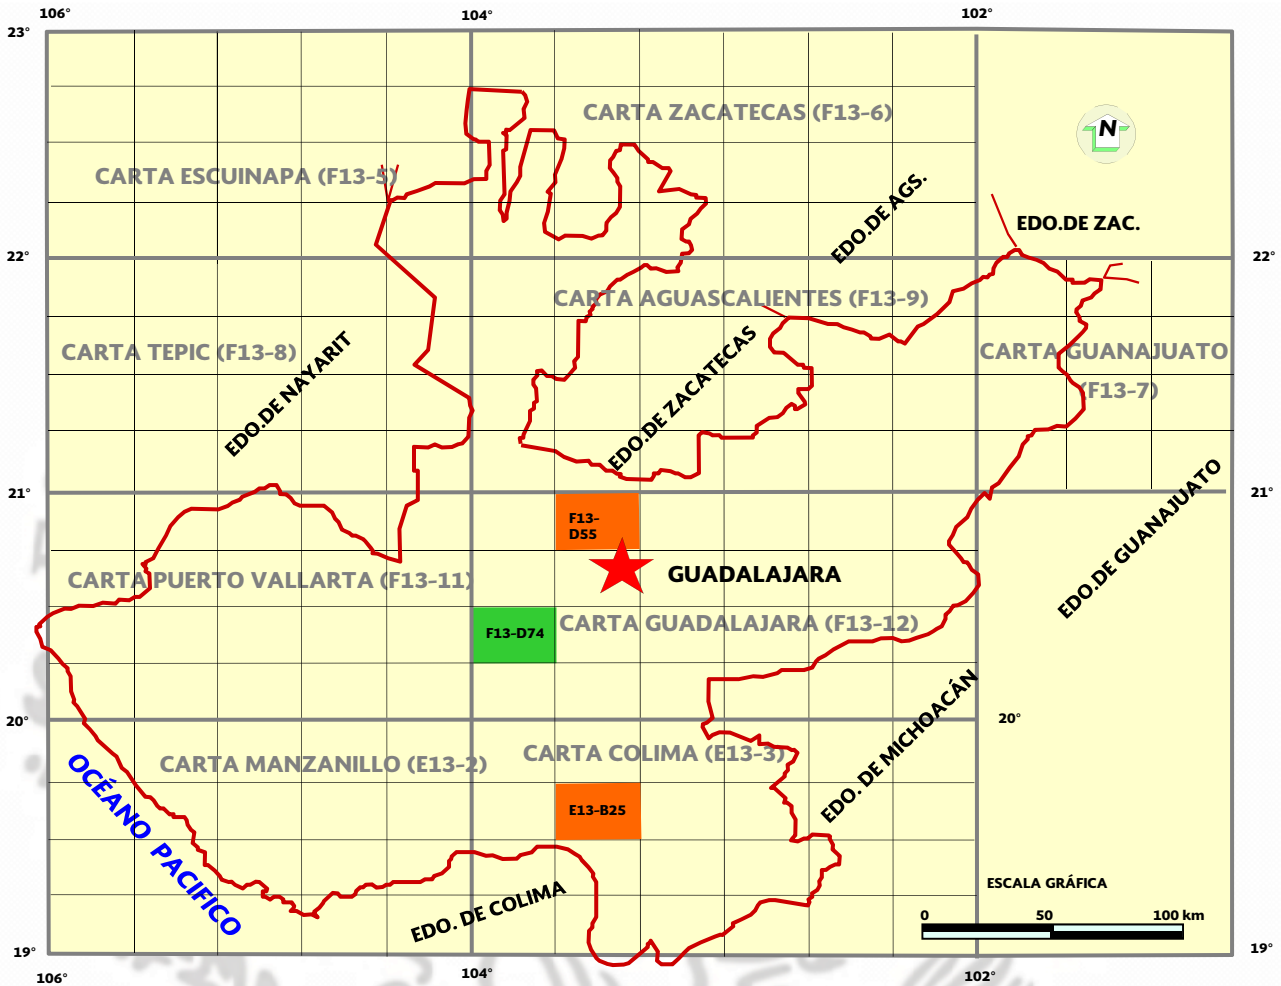 106°
104°
102°
23°
CARTA ZACATECAS (F13-6)
N
CARTA ESCUINAPA (F13-5)
EDO.DE AGS.
EDO.DE ZAC.
22°
22°
CARTA AGUASCALIENTES (F13-9)
CARTA TEPIC (F13-8)
EDO.DE NAYARIT
EDO.DE ZACATECAS
CARTA GUANAJUATO
(F13-7)
21°
21°
F13-
D55
EDO.DE GUANAJUATO
CARTA PUERTO VALLARTA (F13-11)
GUADALAJARA
F13-D74
CARTA GUADALAJARA (F13-12)
20°
20°
CARTA MANZANILLO (E13-2)
CARTA COLIMA (E13-3)
EDO. DE MICHOACÁN
OCÉANO PACIFICO
E13-B25
EDO. DE COLIMA
ESCALA GRÁFICA
0
50
100 km
19°
19°
106°
104°
102°